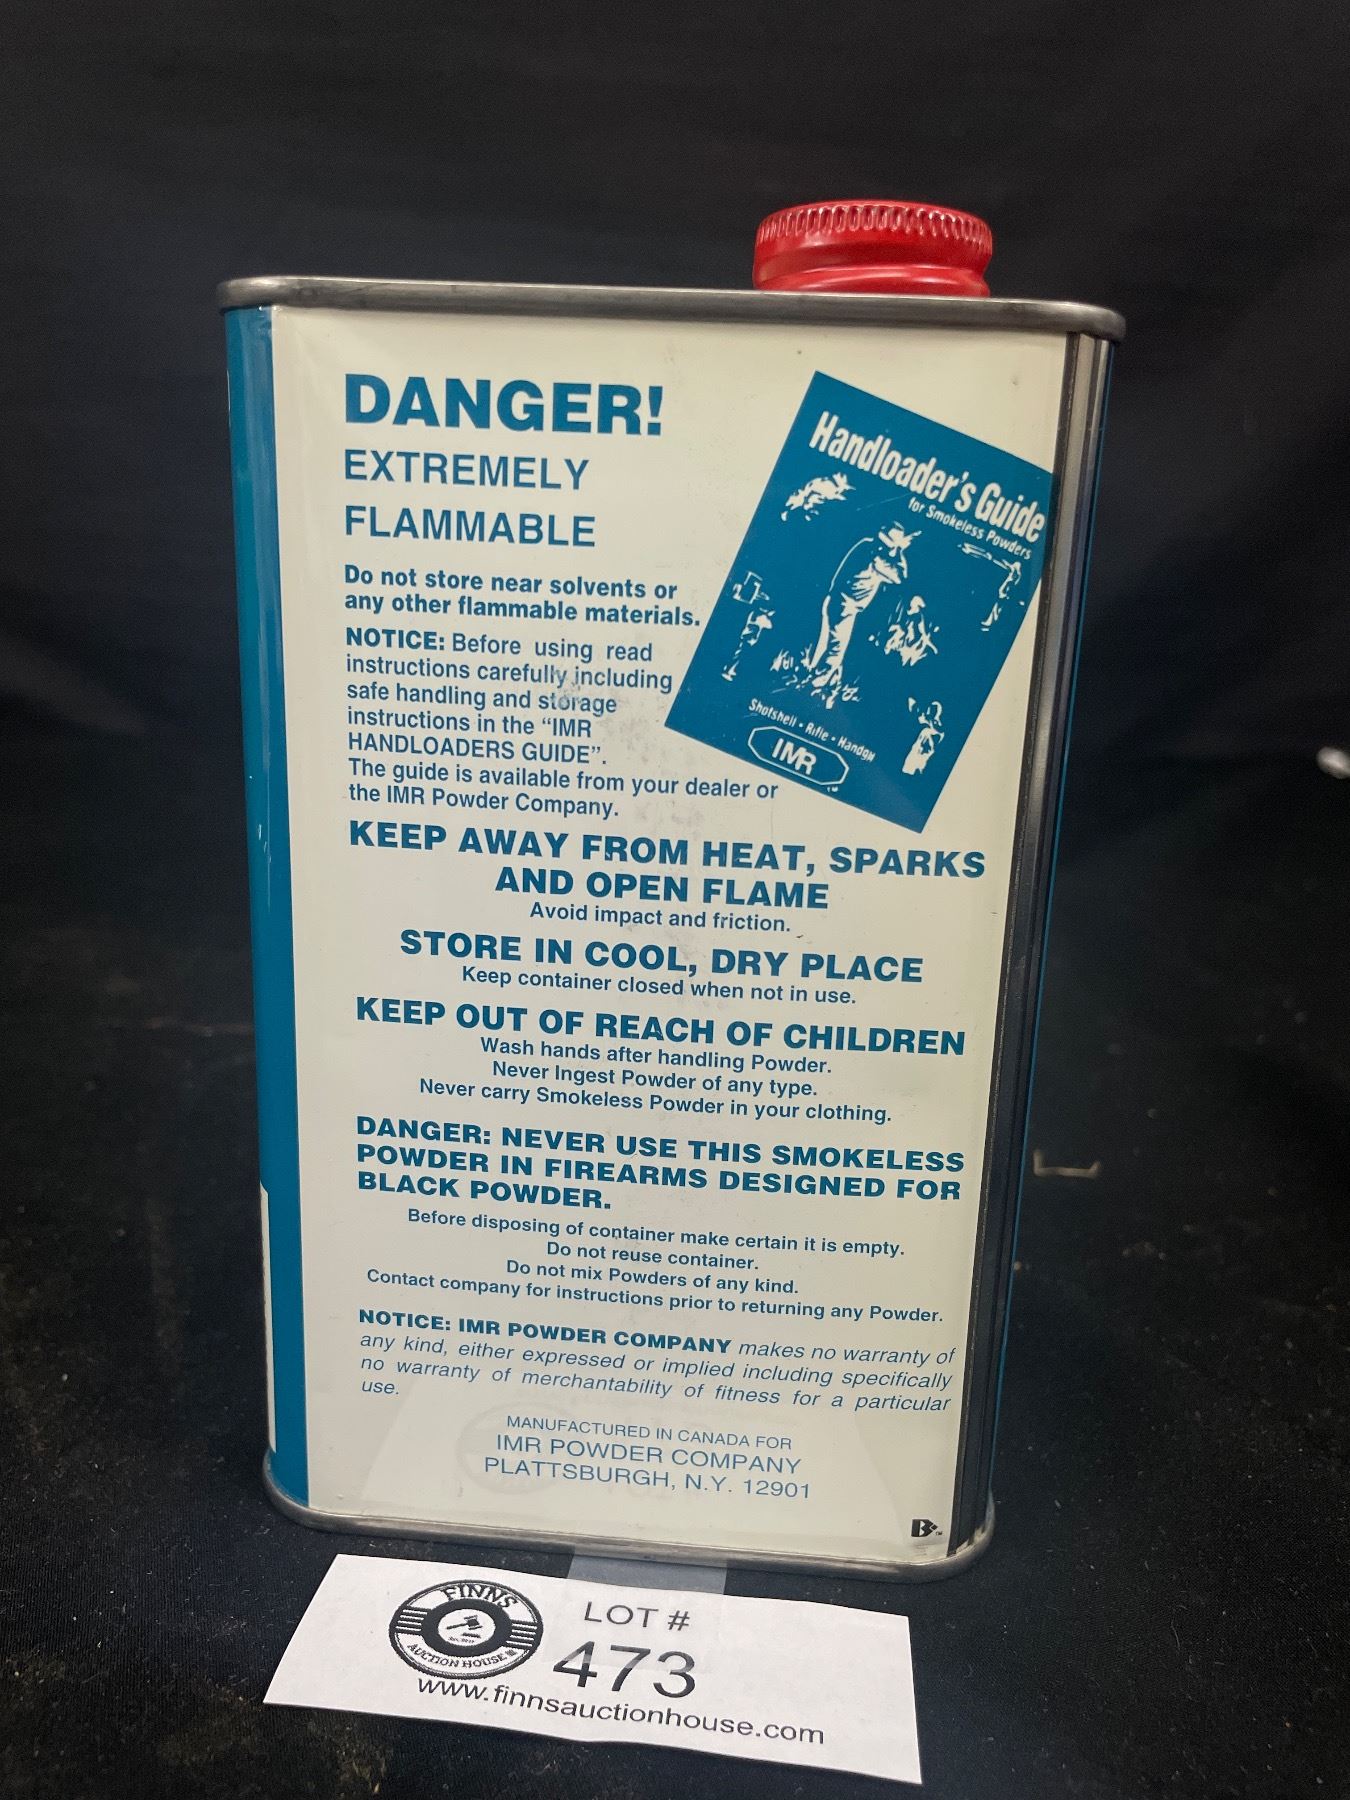 DANGER!
EXTREMELY
FLAMMABLE
Do not store near solvents or
any other flammable materials.
NOTICE: Before using read
instructions carefully, including
safe handling and storage
instructions in the “IMR
HANDLOADERS GUIDE”.
The guide is available from your dealer or
the IMR Powder Company.
Handloader's Guide
for Smokeless Powders
Shotshell • Rifle • Handgun
IMR
KEEP AWAY FROM HEAT, SPARKS
AND OPEN FLAME
Avoid impact and friction.
STORE IN COOL, DRY PLACE
Keep container closed when not in use.
KEEP OUT OF REACH OF CHILDREN
Wash hands after handling Powder.
Never Ingest Powder of any type.
Never carry Smokeless Powder in your clothing.
DANGER: NEVER USE THIS SMOKELESS
POWDER IN FIREARMS DESIGNED FOR
BLACK POWDER.
Before disposing of container make certain it is empty.
Do not reuse container.
Do not mix Powders of any kind.
Contact company for instructions prior to returning any Powder.
NOTICE: IMR POWDER COMPANY makes no warranty of
any kind, either expressed or implied including specifically
no warranty of merchantability of fitness for a particular
use.
MANUFACTURED IN CANADA FOR
IMR POWDER COMPANY
PLATTSBURGH, N.Y. 12901
FINNS
AUCTION HOUSE
LOT #
473
www.finnsauctionhouse.com